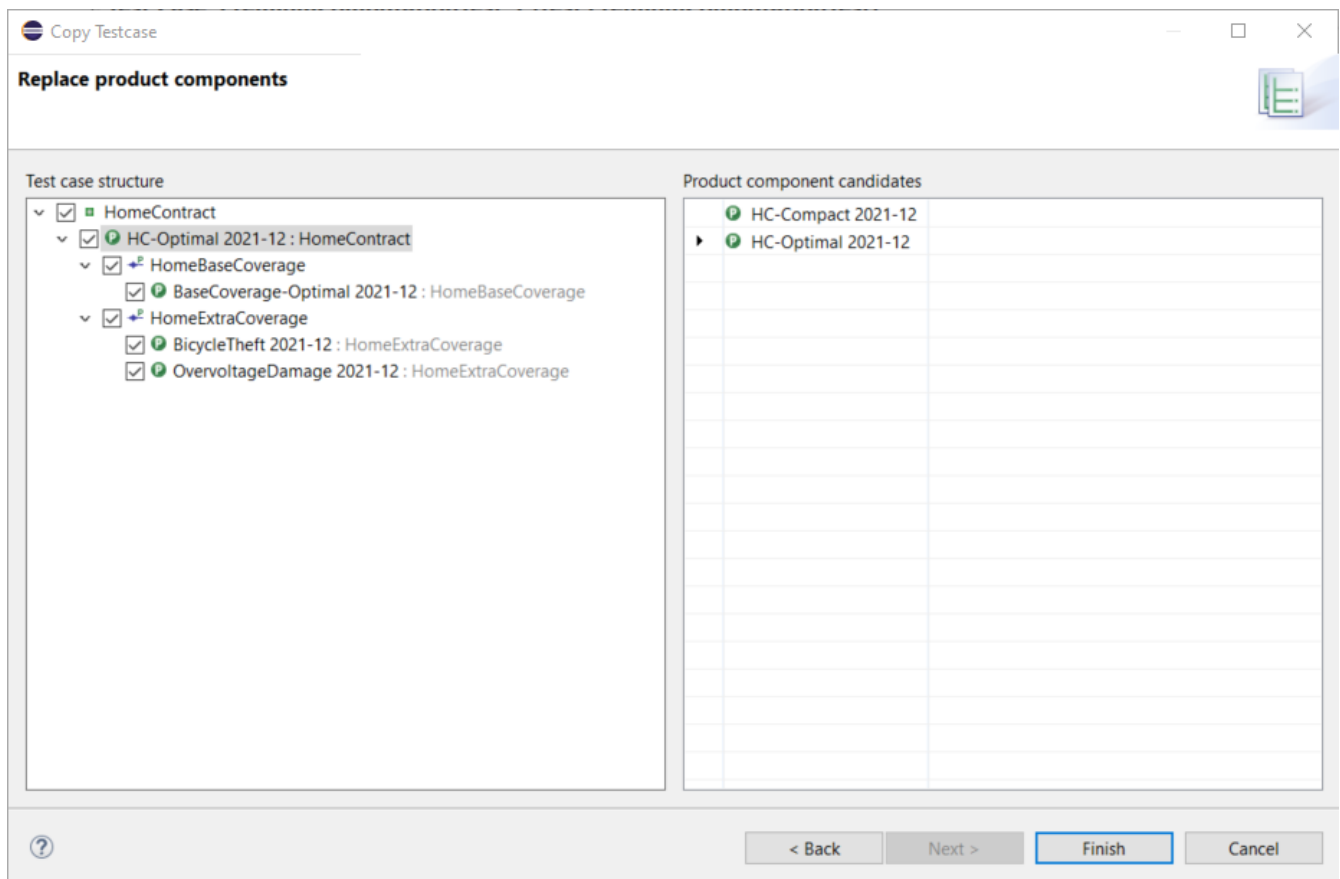 Copy Testcase
Replace product components
Test case structure
HomeContract
HC-Optimal 2021-12 : HomeContract
HomeBaseCoverage
BaseCoverage-Optimal 2021-12 : HomeBaseCoverage
HomeExtraCoverage
BicycleTheft 2021-12 : HomeExtraCoverage
OvervoltageDamage 2021-12 : HomeExtraCoverage
Product component candidates
HC-Compact 2021-12
HC-Optimal 2021-12
< Back
Next >
Finish
Cancel